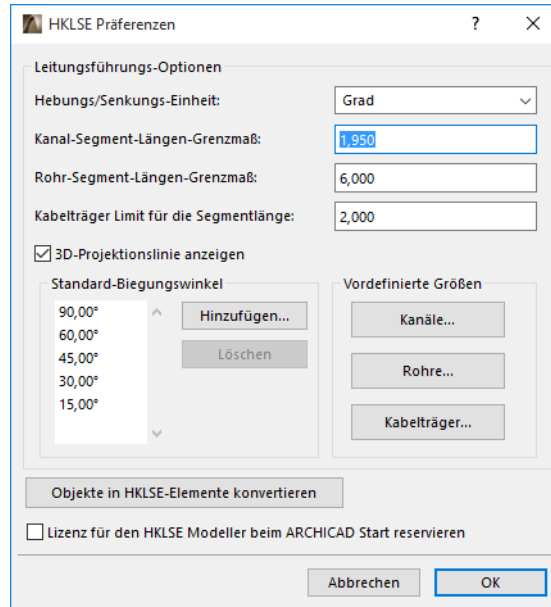 HKLSE Präferenzen
Leitungsführungs-Optionen
Hebungs/Senkungs-Einheit: Grad
Kanal-Segment-Längen-Grenzmaß: 1,950
Rohr-Segment-Längen-Grenzmaß: 6,000
Kabelträger Limit für die Segmentlänge: 2,000
3D-Projektionslinie anzeigen
Standard-Biegungswinkel
90,00°
60,00°
45,00°
30,00°
15,00°
Hinzufügen...
Löschen
Vordefinierte Größen
Kanäle...
Rohre...
Kabelträger...
Objekte in HKLSE-Elemente konvertieren
Lizenz für den HKLSE Modeller beim ARCHICAD Start reservieren
Abbrechen
OK